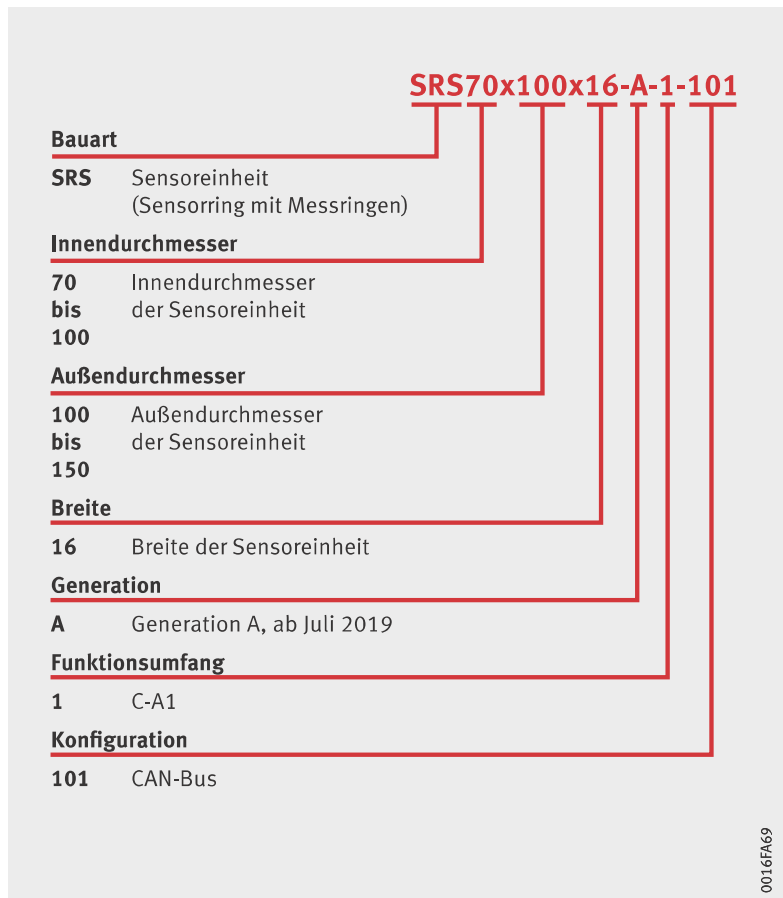 SRS70x100x16-A-1-101
Bauart
SRS Sensoreinheit
(Sensorring mit Messringen)
Innendurchmesser
70 Innendurchmesser
bis der Sensoreinheit
100
Außendurchmesser
100 Außendurchmesser
bis der Sensoreinheit
150
Breite
16 Breite der Sensoreinheit
Generation
A Generation A, ab Juli 2019
Funktionsumfang
1 C-A1
Konfiguration
101 CAN-Bus
0016FA69